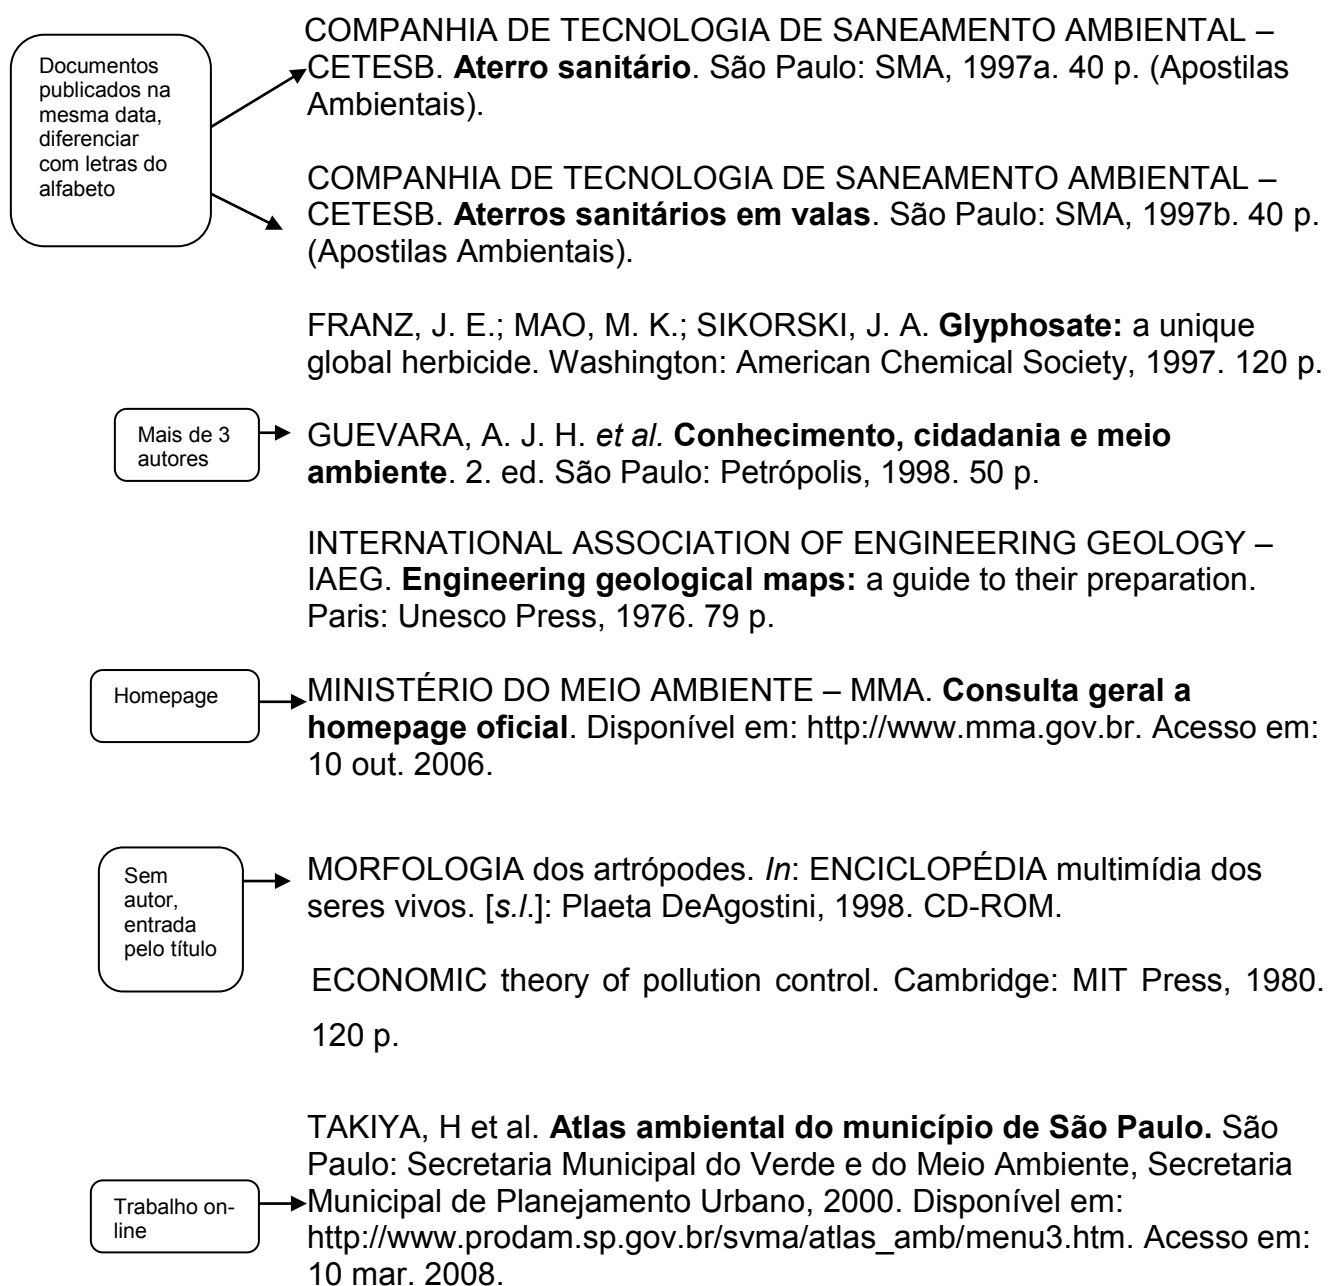 Documentos
publicados na
mesma data,
diferenciar
com letras do
alfabeto
COMPANHIA DE TECNOLOGIA DE SANEAMENTO AMBIENTAL –
CETESB. Aterro sanitário. São Paulo: SMA, 1997a. 40 p. (Apostilas
Ambientais).
COMPANHIA DE TECNOLOGIA DE SANEAMENTO AMBIENTAL –
CETESB. Aterros sanitários em valas. São Paulo: SMA, 1997b. 40 p.
(Apostilas Ambientais).
FRANZ, J. E.; MAO, M. K.; SIKORSKI, J. A. Glyphosate: a unique
global herbicide. Washington: American Chemical Society, 1997. 120 p.
Mais de 3
autores
GUEVARA, A. J. H. et al. Conhecimento, cidadania e meio
ambiente. 2. ed. São Paulo: Petrópolis, 1998. 50 p.
INTERNATIONAL ASSOCIATION OF ENGINEERING GEOLOGY –
IAEG. Engineering geological maps: a guide to their preparation.
Paris: Unesco Press, 1976. 79 p.
Homepage
MINISTÉRIO DO MEIO AMBIENTE – MMA. Consulta geral a
homepage oficial. Disponível em: http://www.mma.gov.br. Acesso em:
10 out. 2006.
Sem
autor,
entrada
pelo título
MORFOLOGIA dos artrópodes. In: ENCICLOPÉDIA multimídia dos
seres vivos. [s.l.]: Plaeta DeAgostini, 1998. CD-ROM.
ECONOMIC theory of pollution control. Cambridge: MIT Press, 1980.
120 p.
Trabalho on-
line
TAKIYA, H et al. Atlas ambiental do município de São Paulo. São
Paulo: Secretaria Municipal do Verde e do Meio Ambiente, Secretaria
Municipal de Planejamento Urbano, 2000. Disponível em:
http://www.prodam.sp.gov.br/svma/atlas_amb/menu3.htm. Acesso em:
10 mar. 2008.